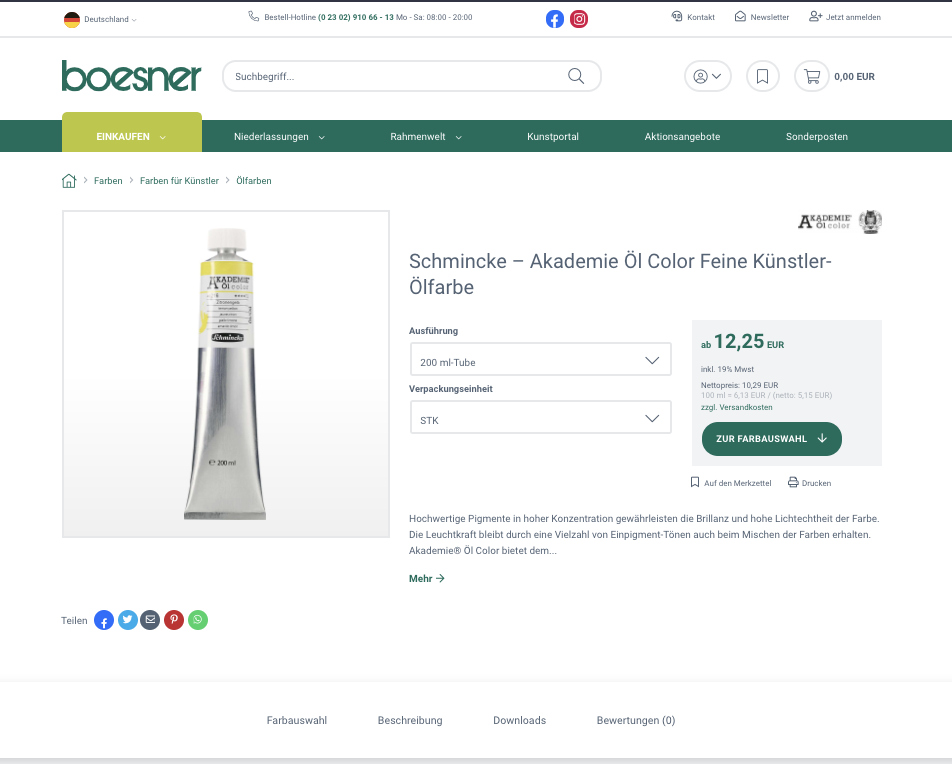 Deutschland
Bestell-Hotline (0 23 02) 910 66 - 13 Mo - Sa: 08:00 - 20:00
Kontakt
Newsletter
Jetzt anmelden
boesner
Suchbegriff...
0,00 EUR
EINKAUFEN
Niederlassungen
Rahmenwelt
Kunstportal
Aktionsangebote
Sonderposten
Farben
Farben für Künstler
Ölfarben
AKADEMIE
Öl color
Schmincke
℮ 200 ml
AKADEMIE®
Öl color
Schmincke – Akademie Öl Color Feine Künstler-
Ölfarbe
Ausführung
200 ml-Tube
Verpackungseinheit
STK
ab 12,25 EUR
inkl. 19% Mwst
Nettopreis: 10,29 EUR
100 ml = 6,13 EUR / (netto: 5,15 EUR)
zzgl. Versandkosten
ZUR FARBAUSWAHL
Auf den Merkzettel
Drucken
Hochwertige Pigmente in hoher Konzentration gewährleisten die Brillanz und hohe Lichtechtheit der Farbe.
Die Leuchtkraft bleibt durch eine Vielzahl von Einpigment-Tönen auch beim Mischen der Farben erhalten.
Akademie® Öl Color bietet dem...
Mehr
Teilen
Farbauswahl
Beschreibung
Downloads
Bewertungen (0)